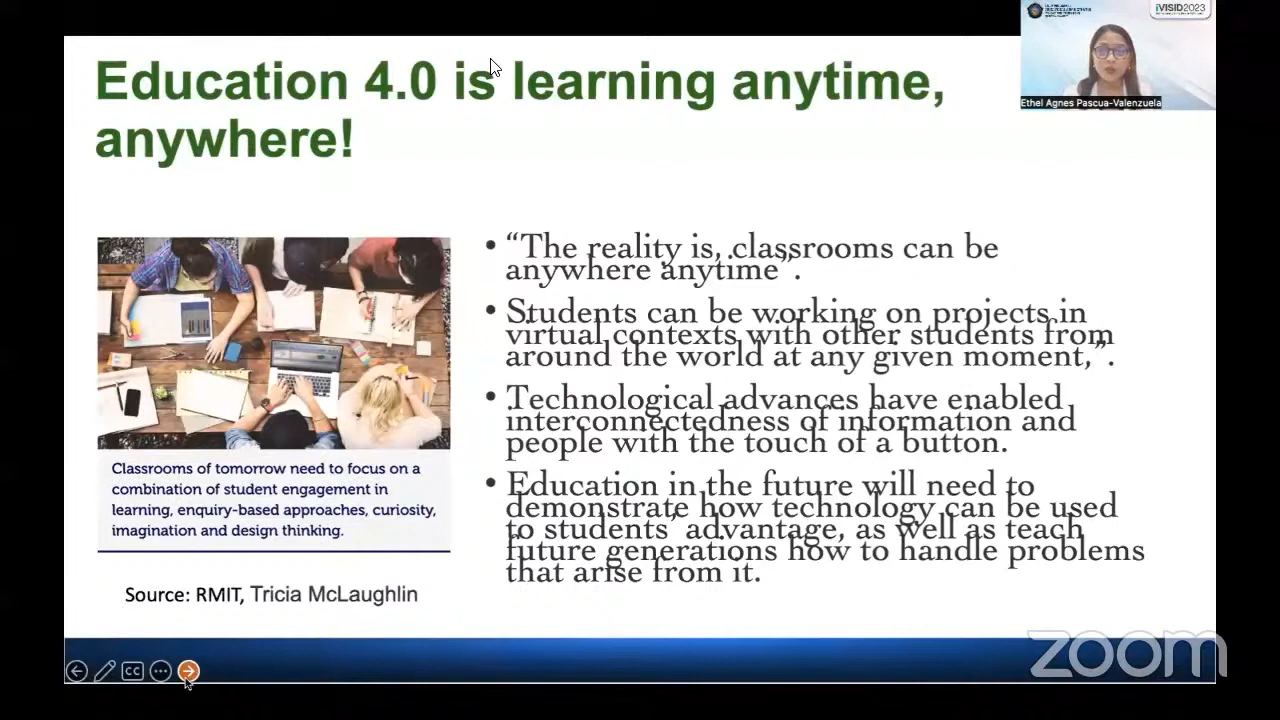 iVISID2023
Ethel Agnes Pascua-Valenzuela
Education 4.0 is learning anytime,
anywhere!
• “The reality is, classrooms can be
anywhere anytime”.
• Students can be working on projects in
virtual contexts with other students from
around the world at any given moment,”.
• Technological advances have enabled
interconnectedness of information and
people with the touch of a button.
• Education in the future will need to
demonstrate how technology can be used
to students’ advantage, as well as teach
future generations how to handle problems
that arise from it.
Classrooms of tomorrow need to focus on a
combination of student engagement in
learning, enquiry-based approaches, curiosity,
imagination and design thinking.
Source: RMIT, Tricia McLaughlin
CC
zoom